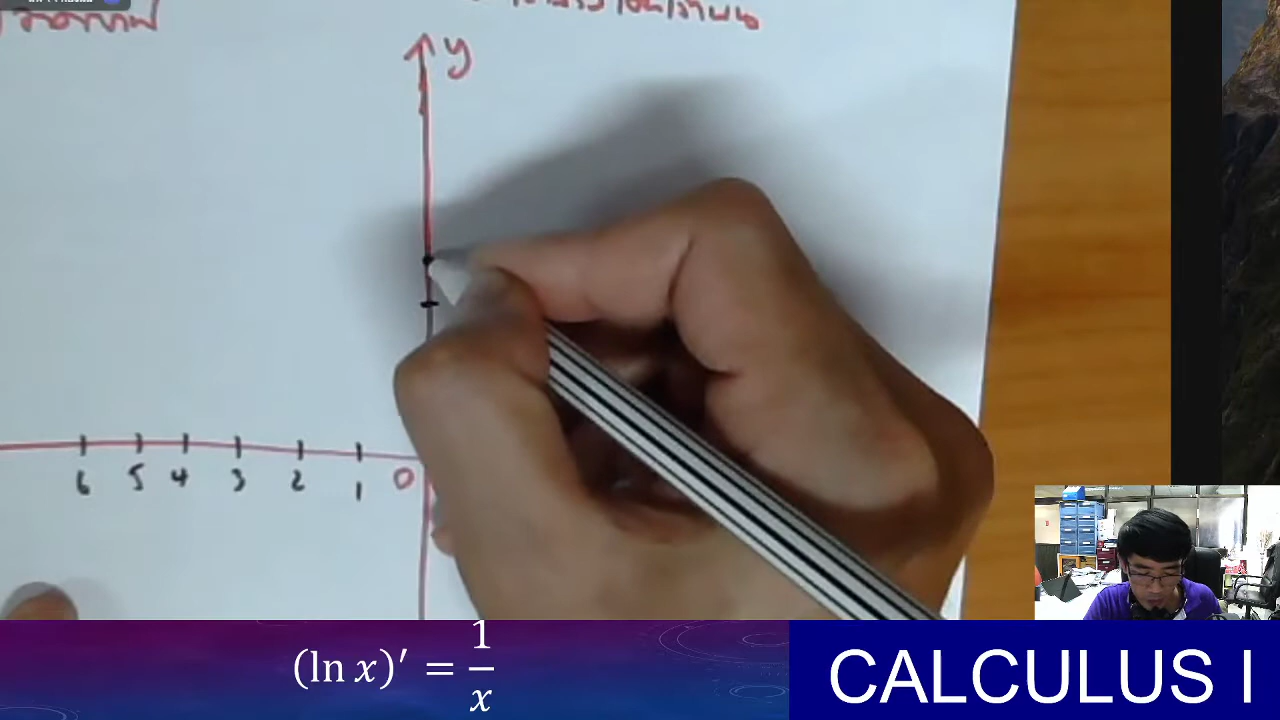 y
6 5 4 3 2 1 0
(ln x)′ = 1/x
CALCULUS I